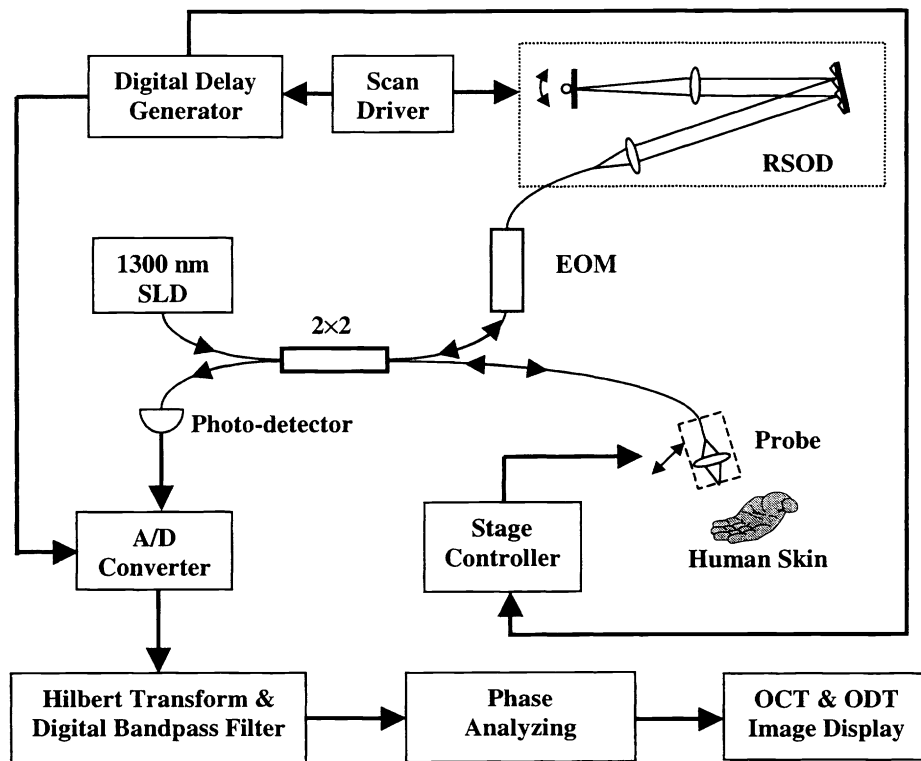 Digital Delay
Generator
Scan
Driver
RSOD
1300 nm
SLD
EOM
2×2
Photo-detector
Probe
A/D
Converter
Stage
Controller
Human Skin
Hilbert Transform &
Digital Bandpass Filter
Phase
Analyzing
OCT & ODT
Image Display